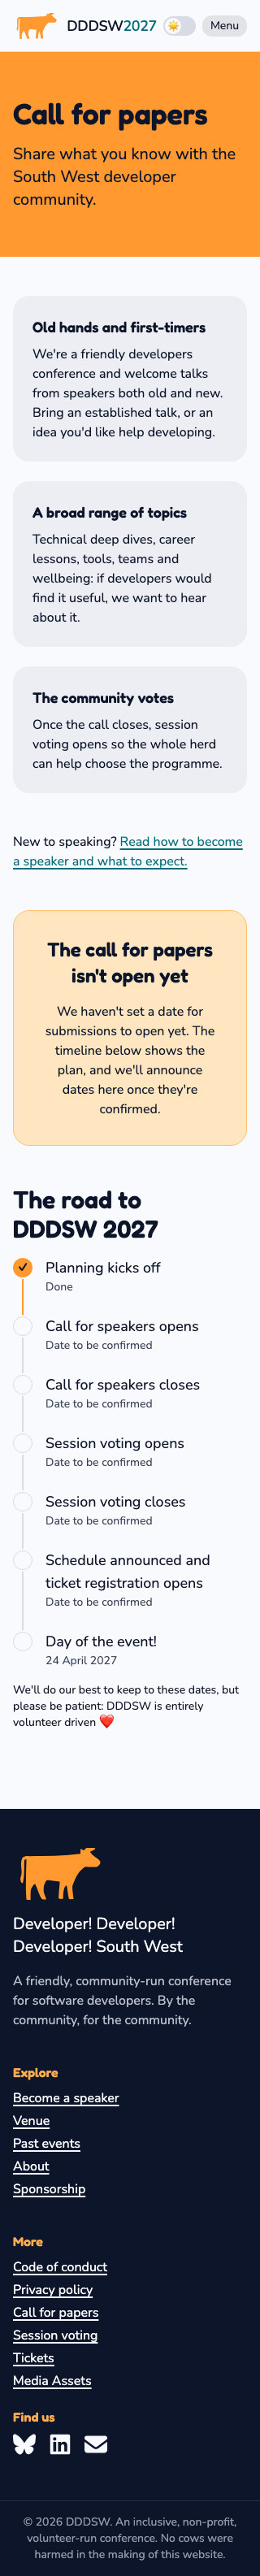 DDDSW2027
Menu
Call for papers
Share what you know with the
South West developer
community.
Old hands and first-timers
We're a friendly developers
conference and welcome talks
from speakers both old and new.
Bring an established talk, or an
idea you'd like help developing.
A broad range of topics
Technical deep dives, career
lessons, tools, teams and
wellbeing: if developers would
find it useful, we want to hear
about it.
The community votes
Once the call closes, session
voting opens so the whole herd
can help choose the programme.
New to speaking? Read how to become
a speaker and what to expect.
The call for papers
isn't open yet
We haven't set a date for
submissions to open yet. The
timeline below shows the
plan, and we'll announce
dates here once they're
confirmed.
The road to
DDDSW 2027
Planning kicks off
Done
Call for speakers opens
Date to be confirmed
Call for speakers closes
Date to be confirmed
Session voting opens
Date to be confirmed
Session voting closes
Date to be confirmed
Schedule announced and
ticket registration opens
Date to be confirmed
Day of the event!
24 April 2027
We'll do our best to keep to these dates, but
please be patient: DDDSW is entirely
volunteer driven ❤️
Developer! Developer!
Developer! South West
A friendly, community-run conference
for software developers. By the
community, for the community.
Explore
Become a speaker
Venue
Past events
About
Sponsorship
More
Code of conduct
Privacy policy
Call for papers
Session voting
Tickets
Media Assets
Find us
© 2026 DDDSW. An inclusive, non-profit,
volunteer-run conference. No cows were
harmed in the making of this website.